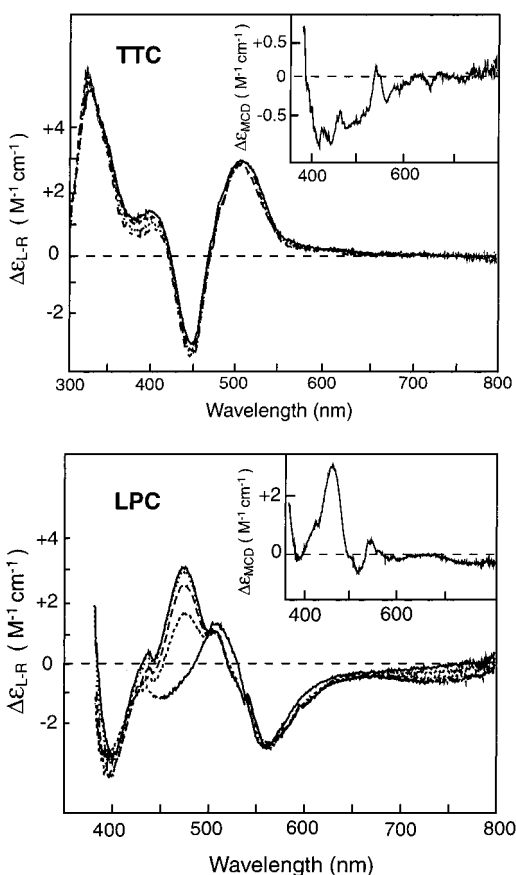 TTC
Δε_L-R ( M⁻¹ cm⁻¹ )
+4
+2
0
-2
300 400 500 600 700 800
Wavelength (nm)
Δε_MCD ( M⁻¹ cm⁻¹ )
+0.5
0
-0.5
400 600
LPC
Δε_L-R ( M⁻¹ cm⁻¹ )
+4
+2
0
-2
400 500 600 700 800
Wavelength (nm)
Δε_MCD ( M⁻¹ cm⁻¹ )
+2
0
400 600